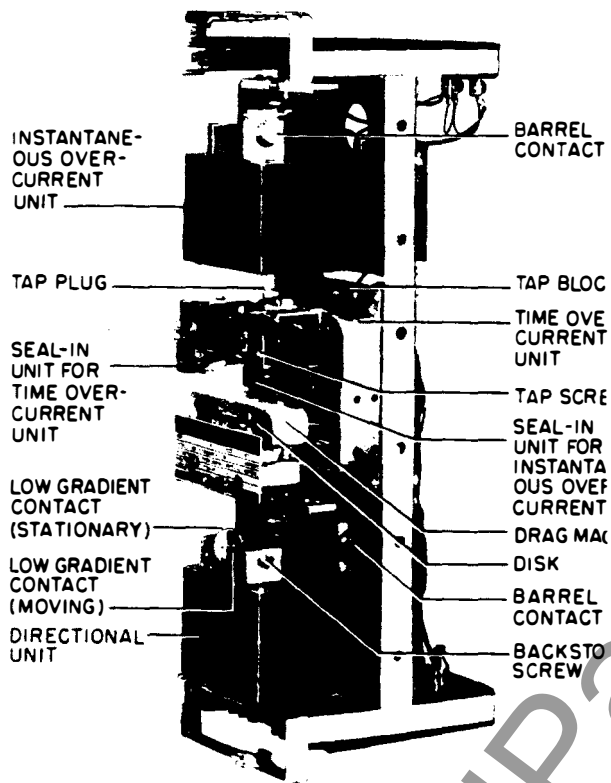 INSTANTANE-
OUS OVER-
CURRENT
UNIT
TAP PLUG
SEAL-IN
UNIT FOR
TIME OVER-
CURRENT
UNIT
LOW GRADIENT
CONTACT
(STATIONARY)
LOW GRADIENT
CONTACT
(MOVING)
DIRECTIONAL
UNIT
BARREL
CONTACT
TAP BLOC
TIME OVE
CURRENT
UNIT
TAP SCRE
SEAL-IN
UNIT FOR
INSTANTA
OUS OVER
CURRENT
DRAG MAG
DISK
BARREL
CONTACT
BACKSTO
SCREW